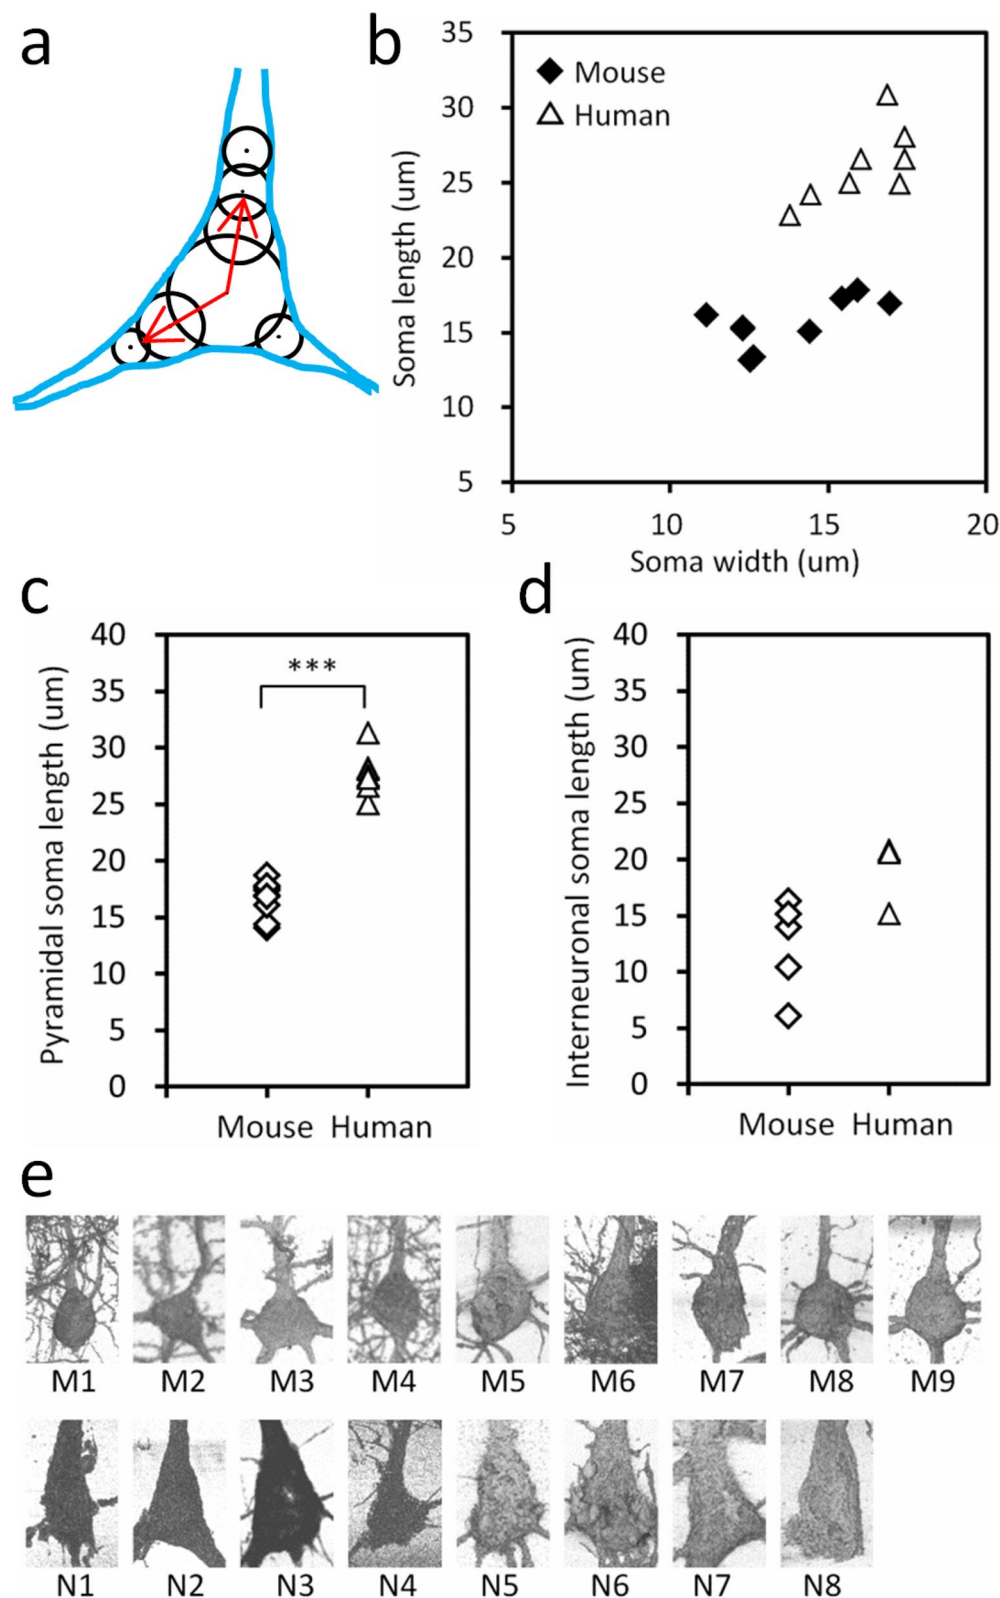 a
b
35
30
25
20
15
10
5
Soma length (um)
Mouse
Human
5 10 15 20
Soma width (um)
c
40
35
30
25
20
15
10
5
0
Pyramidal soma length (um)
***
Mouse Human
d
40
35
30
25
20
15
10
5
0
Interneuronal soma length (um)
Mouse Human
e
M1 M2 M3 M4 M5 M6 M7 M8 M9
N1 N2 N3 N4 N5 N6 N7 N8